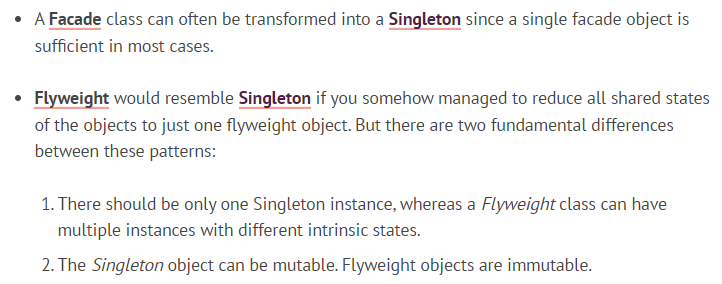 • A Facade class can often be transformed into a Singleton since a single facade object is
sufficient in most cases.
• Flyweight would resemble Singleton if you somehow managed to reduce all shared states
of the objects to just one flyweight object. But there are two fundamental differences
between these patterns:
1. There should be only one Singleton instance, whereas a Flyweight class can have
multiple instances with different intrinsic states.
2. The Singleton object can be mutable. Flyweight objects are immutable.